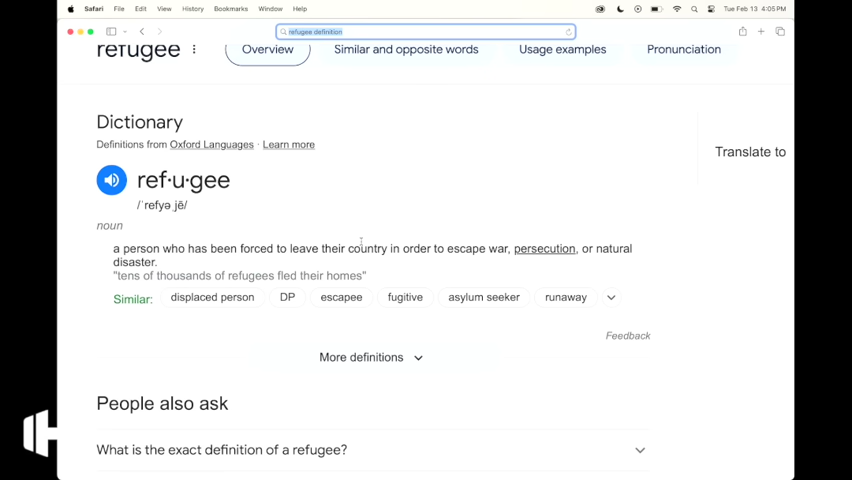 Safari File Edit View History Bookmarks Window Help Tue Feb 13 4:05 PM
refugee definition
refugee Overview Similar and opposite words Usage examples Pronunciation
Dictionary
Definitions from Oxford Languages · Learn more
Translate to
ref·u·gee
/ˈrefyə jē/
noun
a person who has been forced to leave their country in order to escape war, persecution, or natural
disaster.
"tens of thousands of refugees fled their homes"
Similar: displaced person DP escapee fugitive asylum seeker runaway
Feedback
More definitions
People also ask
What is the exact definition of a refugee?